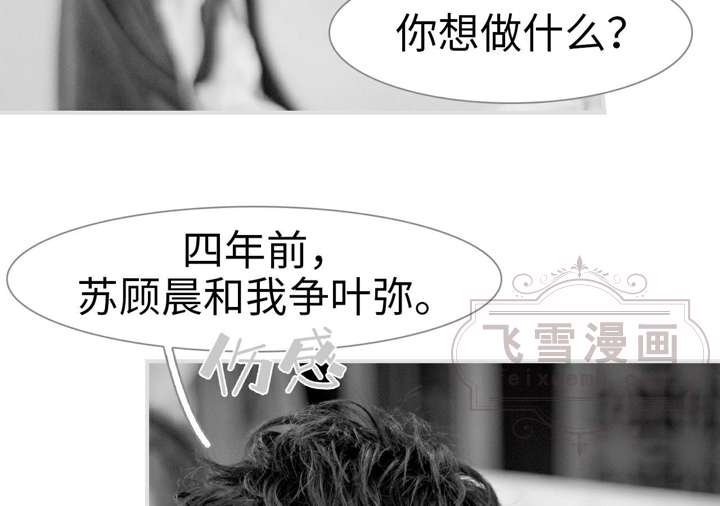 你想做什么？
四年前，
苏顾晨和我争叶弥。
伤感
飞雪漫画